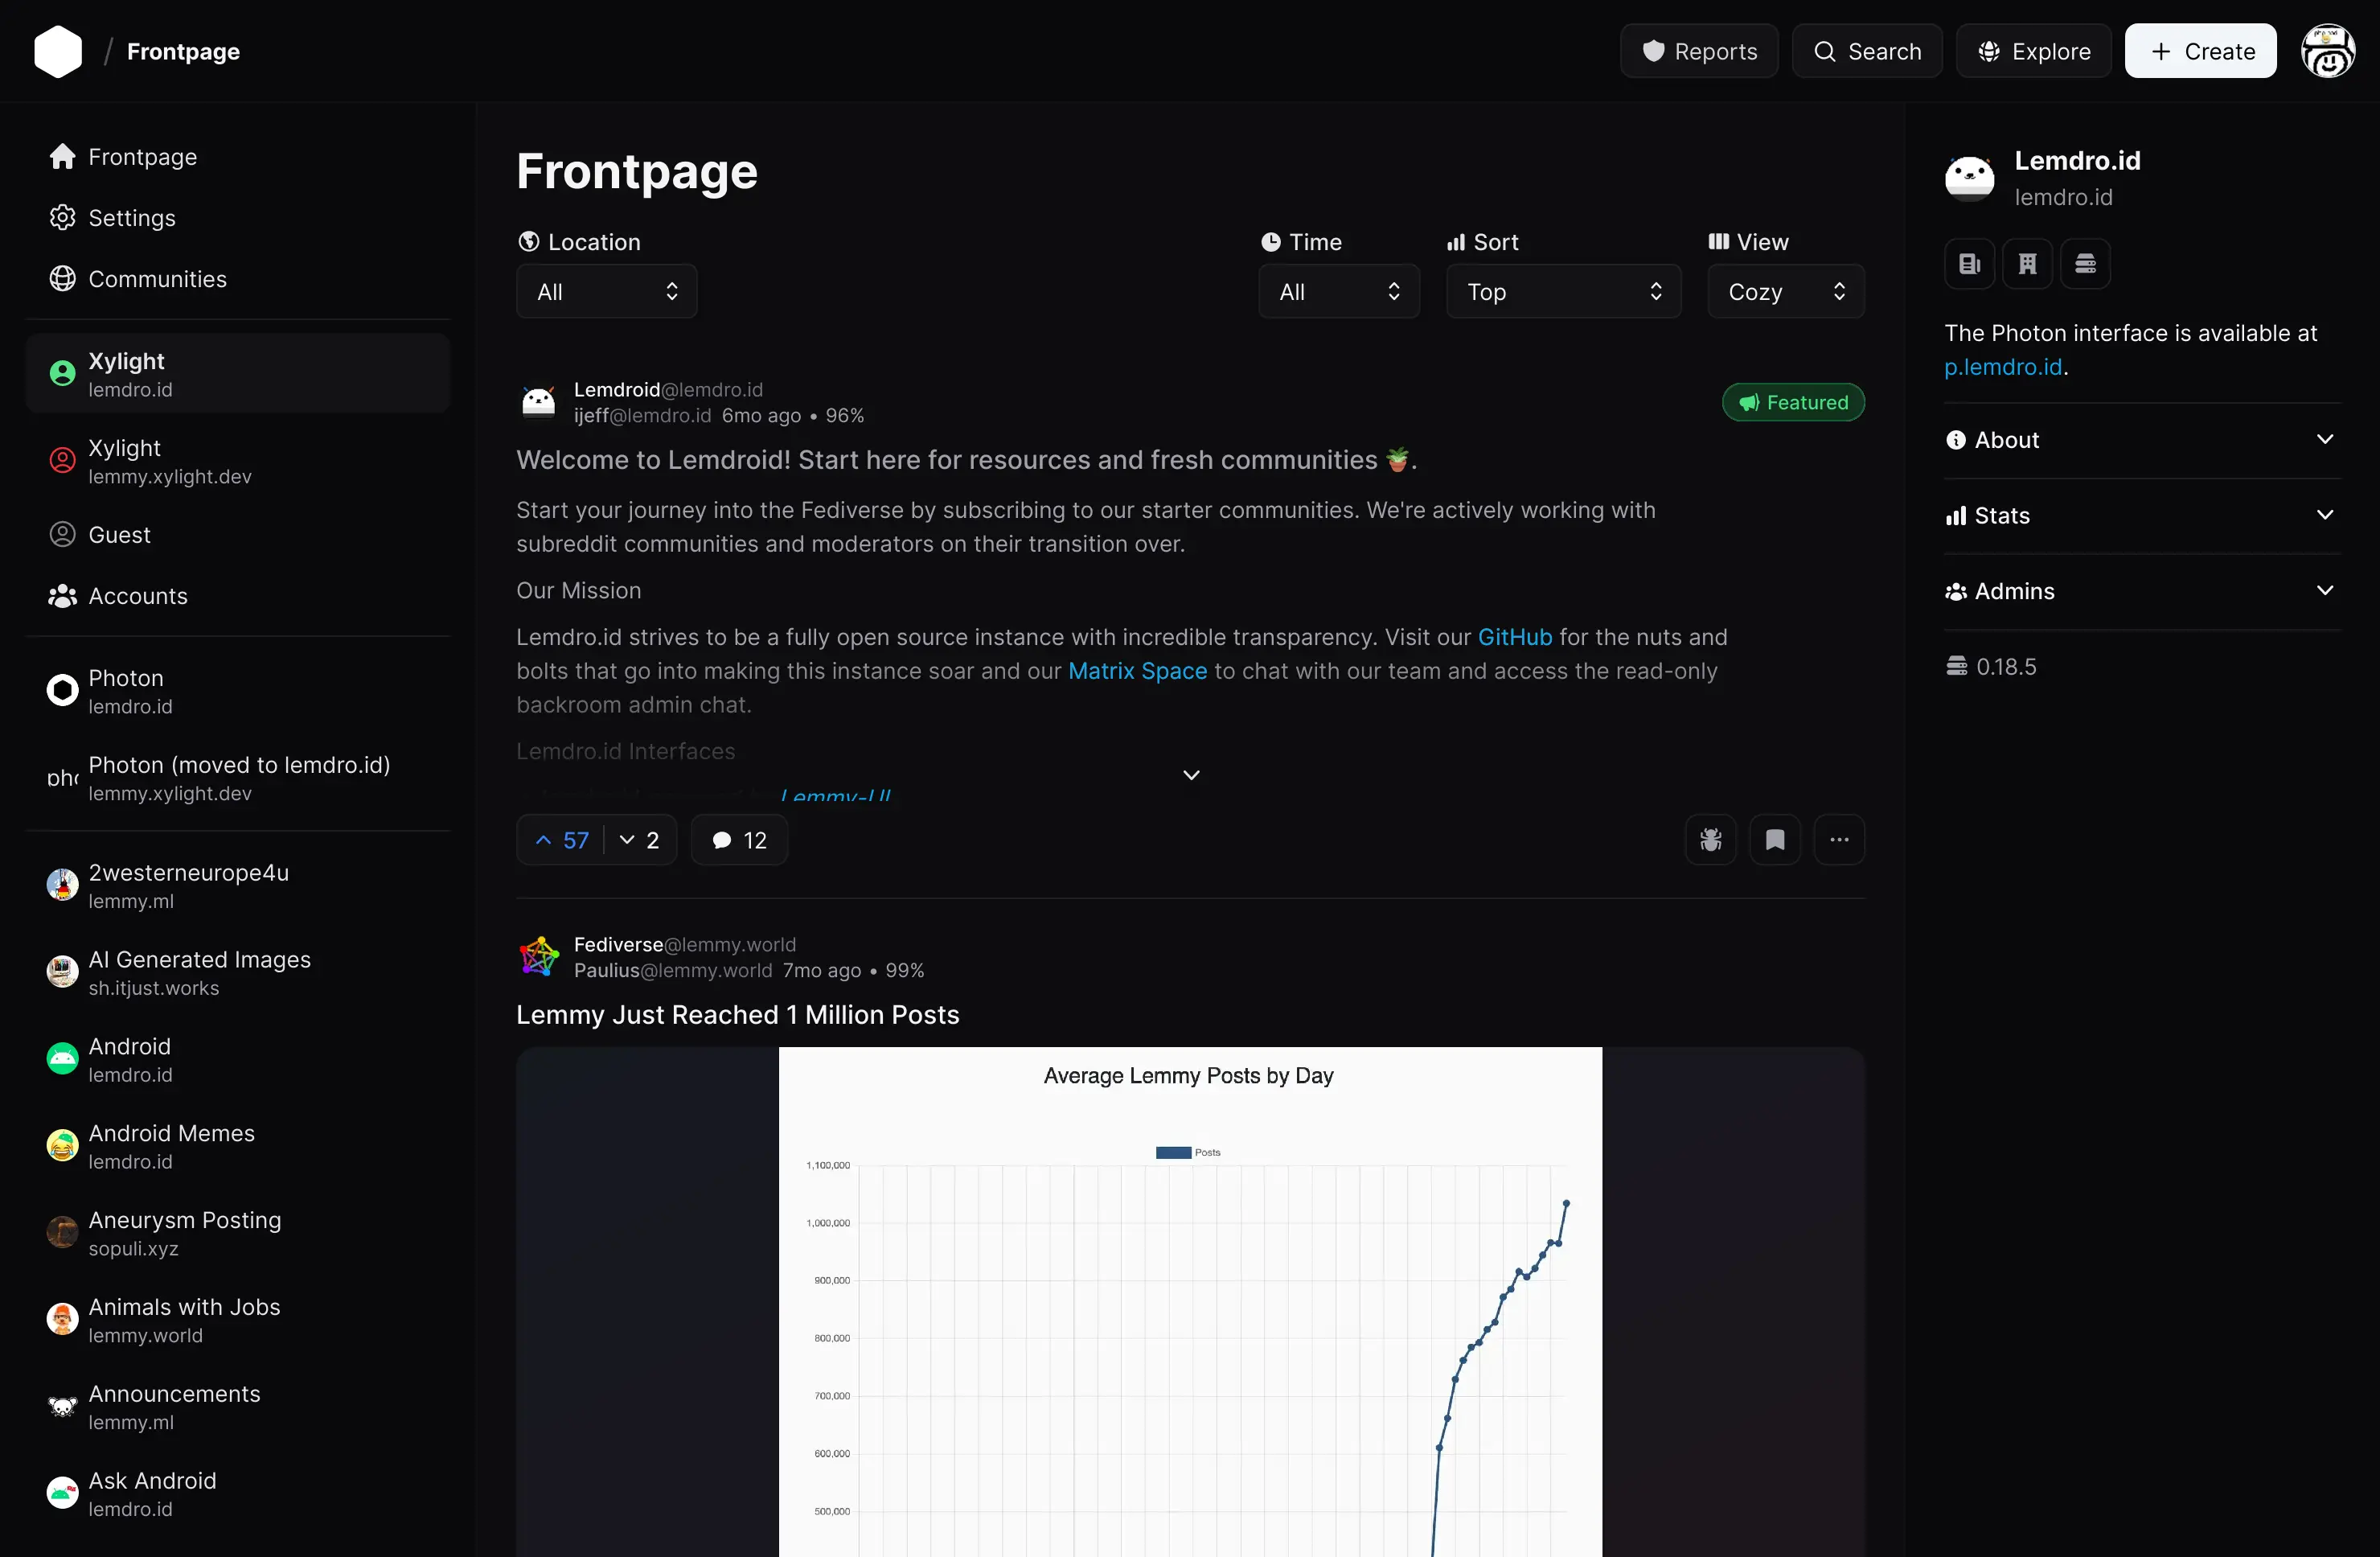 / Frontpage
Reports
Search
Explore
+ Create
Frontpage
Settings
Communities
Xylight
lemdro.id
Xylight
lemmy.xylight.dev
Guest
Accounts
Photon
lemdro.id
Photon (moved to lemdro.id)
lemmy.xylight.dev
2westerneurope4u
lemmy.ml
AI Generated Images
sh.itjust.works
Android
lemdro.id
Android Memes
lemdro.id
Aneurysm Posting
sopuli.xyz
Animals with Jobs
lemmy.world
Announcements
lemmy.ml
Ask Android
lemdro.id
Frontpage
Location
All
Time
All
Sort
Top
View
Cozy
Lemdroid@lemdro.id
ijeff@lemdro.id 6mo ago • 96%
Featured
Welcome to Lemdroid! Start here for resources and fresh communities 🪴.
Start your journey into the Fediverse by subscribing to our starter communities. We're actively working with
subreddit communities and moderators on their transition over.
Our Mission
Lemdro.id strives to be a fully open source instance with incredible transparency. Visit our GitHub for the nuts and
bolts that go into making this instance soar and our Matrix Space to chat with our team and access the read-only
backroom admin chat.
Lemdro.id Interfaces
Lemmy-UI
57
2
12
Fediverse@lemmy.world
Paulius@lemmy.world 7mo ago • 99%
Lemmy Just Reached 1 Million Posts
Average Lemmy Posts by Day
Posts
1,100,000
1,000,000
900,000
800,000
700,000
600,000
500,000
Lemdro.id
lemdro.id
The Photon interface is available at
p.lemdro.id.
About
Stats
Admins
0.18.5